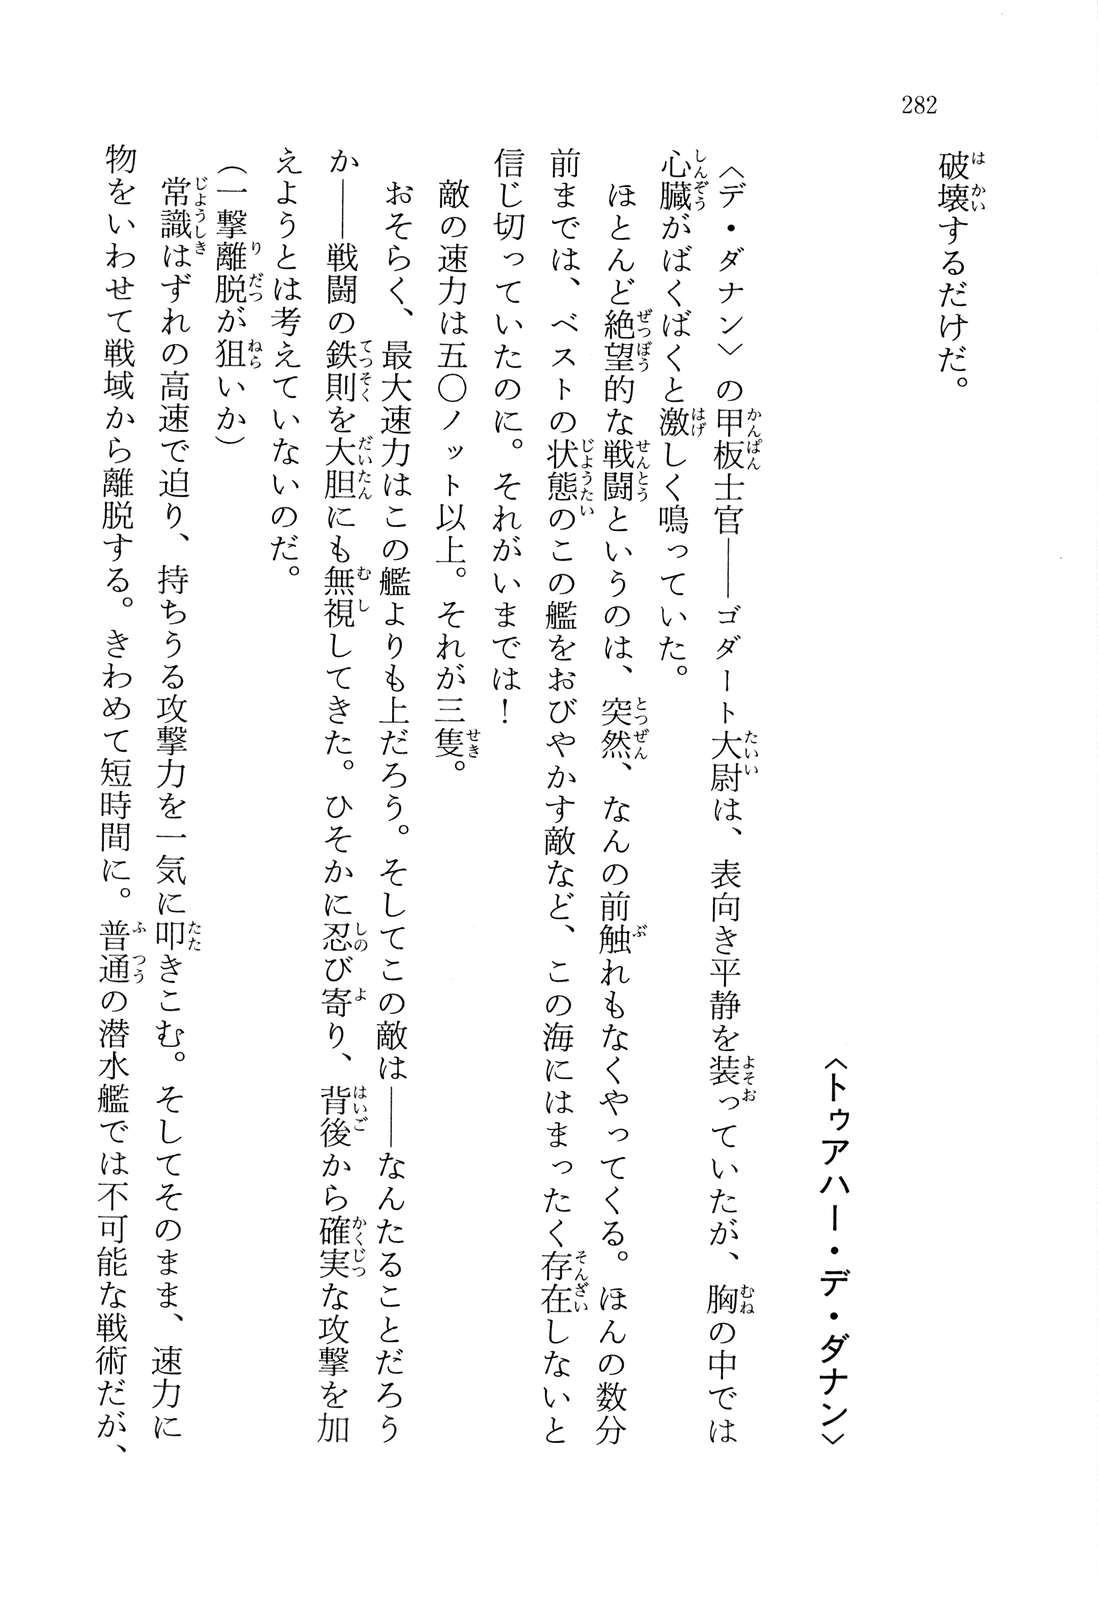 282
破壊するだけだ。
〈トゥアハー・デ・ダナン〉
〈デ・ダナン〉の甲板士官――ゴダート大尉は、表向き平静を装っていたが、胸の中では
心臓がばくばくと激しく鳴っていた。
ほとんど絶望的な戦闘というのは、突然、なんの前触れもなくやってくる。ほんの数分
前までは、ベストの状態のこの艦をおびやかす敵など、この海にはまったく存在しないと
信じ切っていたのに。それがいまでは！
敵の速力は五〇ノット以上。それが三隻。
おそらく、最大速力はこの艦よりも上だろう。そしてこの敵は――なんたることだろう
か――戦闘の鉄則を大胆にも無視してきた。ひそかに忍び寄り、背後から確実な攻撃を加
えようとは考えていないのだ。
（一撃離脱が狙いか）
常識はずれの高速で迫り、持ちうる攻撃力を一気に叩きこむ。そしてそのまま、速力に
物をいわせて戦域から離脱する。きわめて短時間に。普通の潜水艦では不可能な戦術だが、